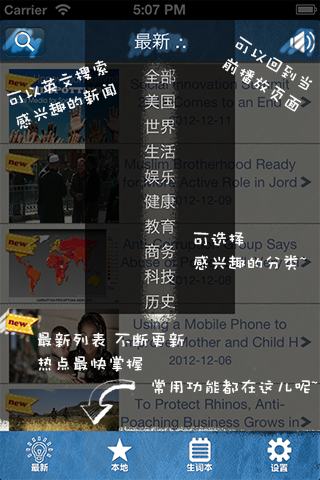 Carrier 5:07 PM
最新 ∴
可以英文搜索
感兴趣的新闻
可以回到当
前播放页面
全部
美国
世界
生活
娱乐
健康
教育
商务
科技
历史
Social Innovation Summit
Comes to an End
2012-12-11
new
Muslim Brotherhood Ready
for More Active Role in Jord
2012-12-09
new
Anti-Corruption Group Says
Abuse of Power
可选择
感兴趣的分类~
new
Using a Mobile Phone to
Mother and Child H
2012-12-06
最新列表 不断更新
热点最快掌握
常用功能都在这儿呢~
new
To Protect Rhinos, Anti-
Poaching Business Grows in
最新 本地 生词本 设置